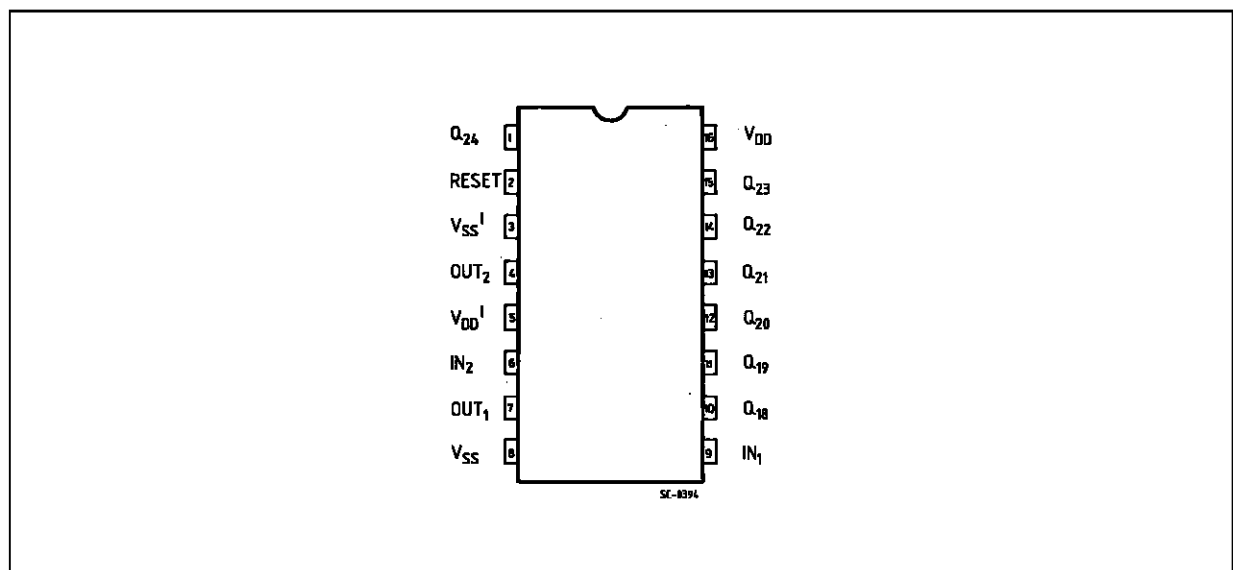 Q24 1 16 VDD
RESET 2 15 Q23
VSS' 3 14 Q22
OUT2 4 13 Q21
VDD' 5 12 Q20
IN2 6 11 Q19
OUT1 7 10 Q18
VSS 8 9 IN1
SC-0394